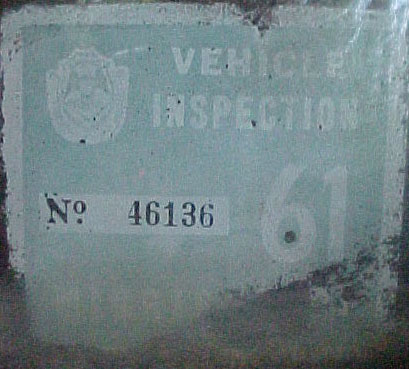 VEHICLE
INSPECTION
61
Nº 46136